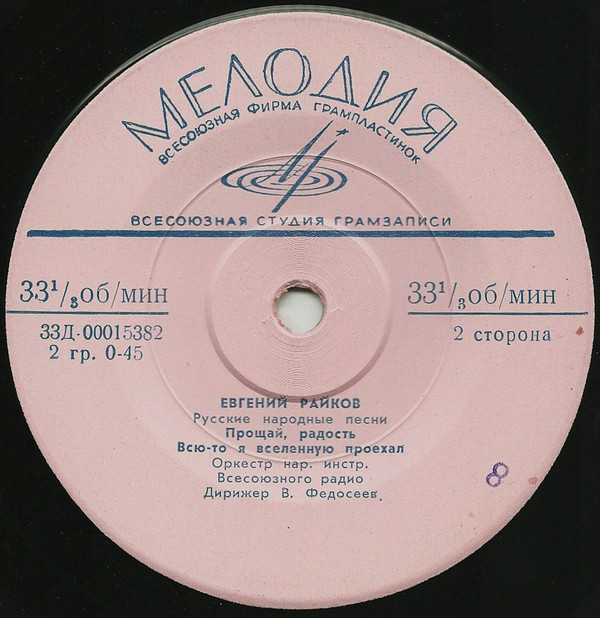 МЕЛОДИЯ
ВСЕСОЮЗНАЯ ФИРМА ГРАМПЛАСТИНОК
ВСЕСОЮЗНАЯ СТУДИЯ ГРАМЗАПИСИ
33¹/₃об/мин
33¹/₃об/мин
33Д-00015382
2 гр. 0-45
2 сторона
ЕВГЕНИЙ РАЙКОВ
Русские народные песни
Прощай, радость
Всю-то я вселенную проехал
Оркестр нар. инстр.
Всесоюзного радио
Дирижер В. Федосеев
8